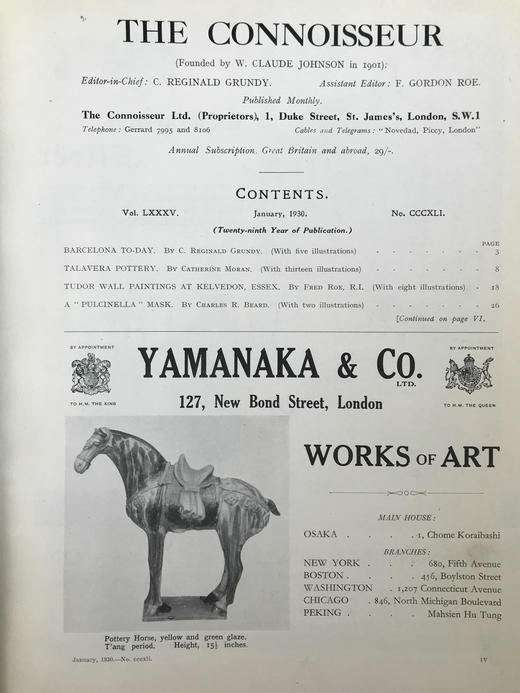 THE CONNOISSEUR
(Founded by W. CLAUDE JOHNSON in 1901):
Editor-in-Chief: C. REGINALD GRUNDY. Assistant Editor: F. GORDON ROE.
Published Monthly.
The Connoisseur Ltd. (Proprietors), 1, Duke Street, St. James's, London, S.W.1
Telephone: Gerrard 7995 and 8106 Cables and Telegrams: "Novedad, Piccy, London"
Annual Subscription. Great Britain and abroad, 29/-.
CONTENTS.
Vol. LXXXV. January, 1930. No. CCCXLI.
(Twenty-ninth Year of Publication.)
PAGE
BARCELONA TO-DAY. BY C. REGINALD GRUNDY. (With five illustrations) - - - - - - 3
TALAVERA POTTERY. BY CATHERINE MORAN. (With thirteen illustrations) - - - - - - 8
TUDOR WALL PAINTINGS AT KELVEDON, ESSEX. BY FRED ROE, R.I. (With eight illustrations) - 18
A "PULCINELLA" MASK. BY CHARLES R. BEARD. (With two illustrations) - - - - - - 26
[Continued on page VI.
BY APPOINTMENT
TO H.M. THE KING
YAMANAKA & CO. LTD.
127, New Bond Street, London
BY APPOINTMENT
TO H.M. THE QUEEN
WORKS OF ART
MAIN HOUSE:
OSAKA . . . . 1, Chome Koraibashi
BRANCHES:
NEW YORK . . . 680, Fifth Avenue
BOSTON . . . . 456, Boylston Street
WASHINGTON . 1,207 Connecticut Avenue
CHICAGO . 846, North Michigan Boulevard
PEKING . . . . Mahsien Hu Tung
Pottery Horse, yellow and green glaze.
T'ang period. Height, 15½ inches.
January, 1930.—No. cccxli. IV